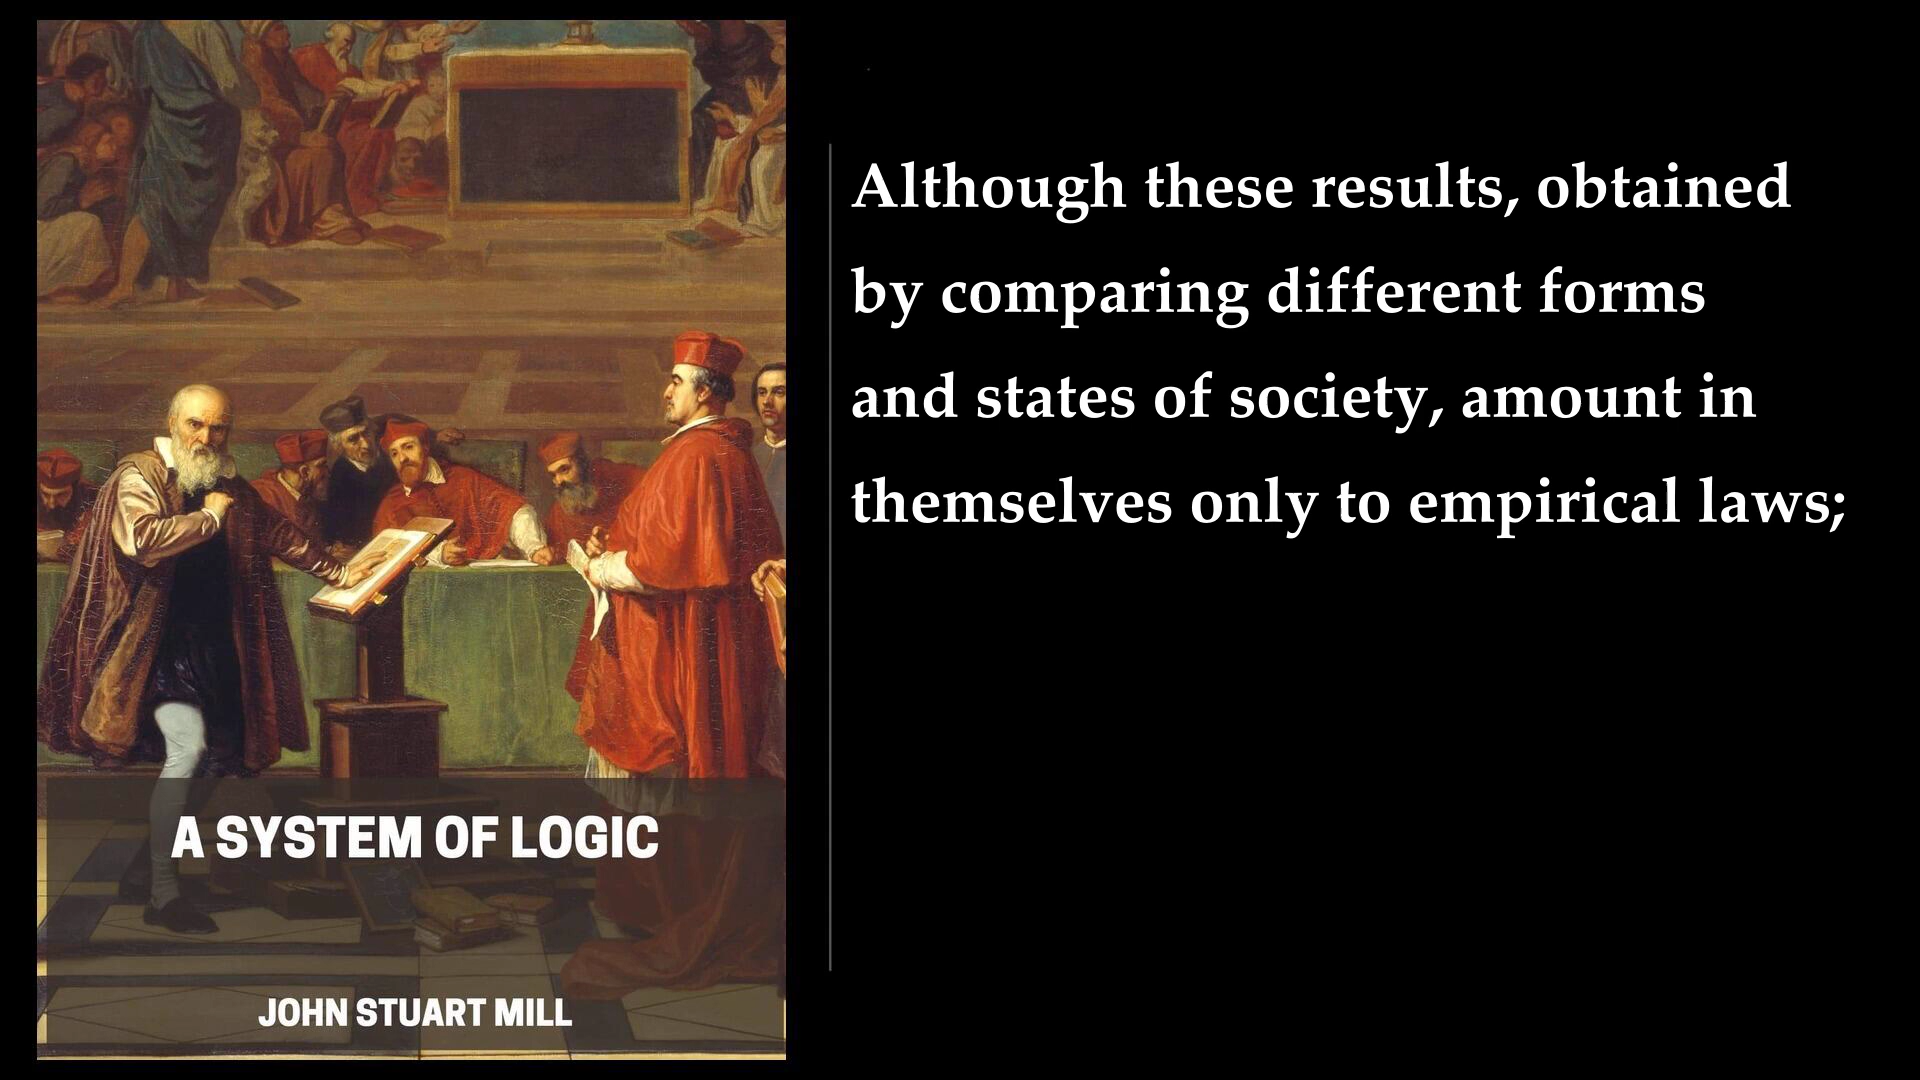 A SYSTEM OF LOGIC
JOHN STUART MILL
Although these results, obtained
by comparing different forms
and states of society, amount in
themselves only to empirical laws;